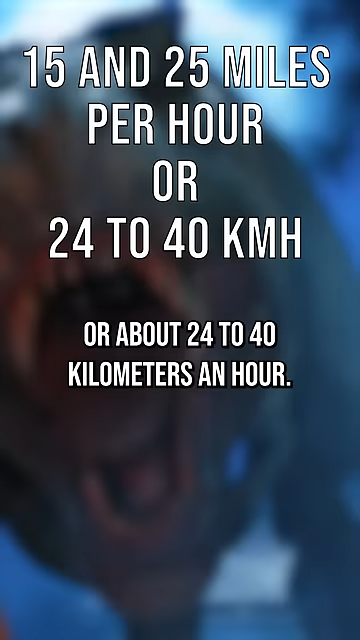 15 AND 25 MILES
PER HOUR
OR
24 TO 40 KMH
OR ABOUT 24 TO 40
KILOMETERS AN HOUR.